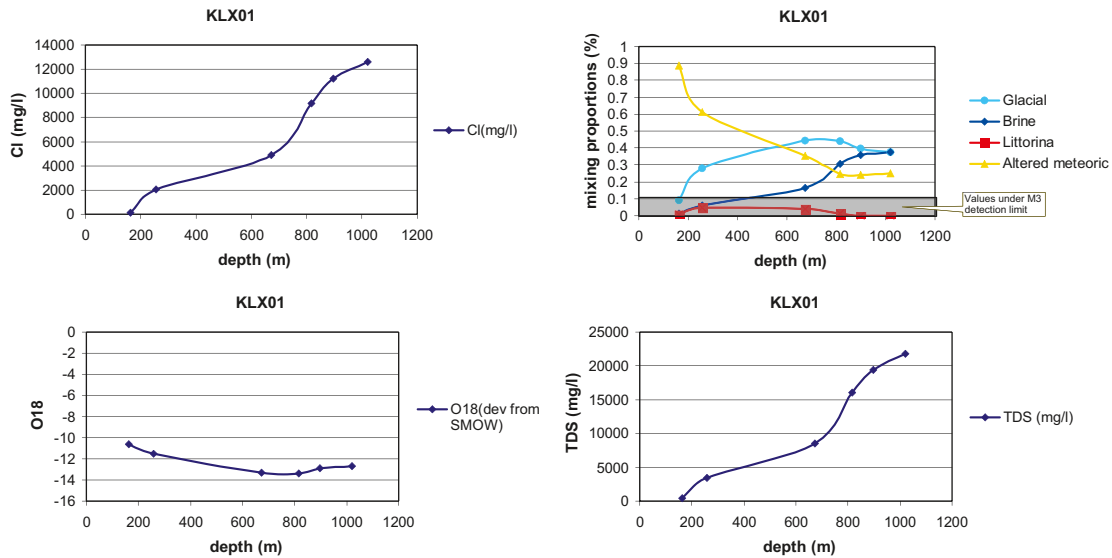 KLX01
14000
12000
10000
8000
6000
4000
2000
0
Cl (mg/l)
0 200 400 600 800 1000 1200
depth (m)
Cl(mg/l)
KLX01
1
0.9
0.8
0.7
0.6
0.5
0.4
0.3
0.2
0.1
0
mixing proportions (%)
0 200 400 600 800 1000 1200
depth (m)
Glacial
Brine
Littorina
Altered meteoric
Values under M3
detection limit
KLX01
0
-2
-4
-6
-8
-10
-12
-14
-16
O18
0 200 400 600 800 1000 1200
depth (m)
O18(dev from
SMOW)
KLX01
25000
20000
15000
10000
5000
0
TDS (mg/l)
0 200 400 600 800 1000 1200
depth (m)
TDS (mg/l)